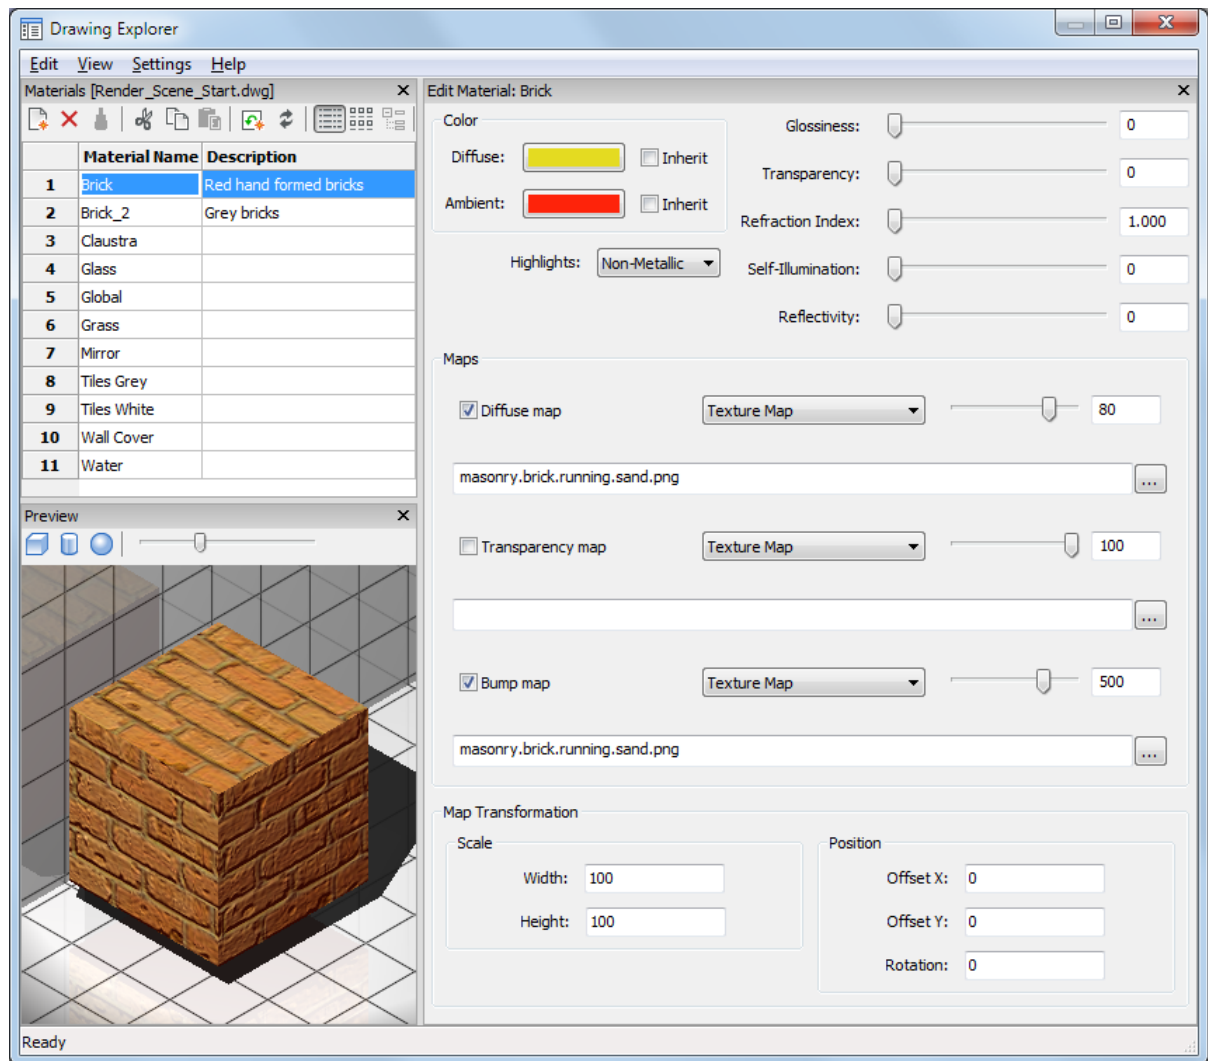 Drawing Explorer
Edit View Settings Help
Materials [Render_Scene_Start.dwg]
Material Name Description
1 Brick Red hand formed bricks
2 Brick_2 Grey bricks
3 Claustra
4 Glass
5 Global
6 Grass
7 Mirror
8 Tiles Grey
9 Tiles White
10 Wall Cover
11 Water
Preview
Edit Material: Brick
Color
Diffuse: Inherit
Ambient: Inherit
Highlights: Non-Metallic
Glossiness: 0
Transparency: 0
Refraction Index: 1.000
Self-Illumination: 0
Reflectivity: 0
Maps
Diffuse map Texture Map 80
masonry.brick.running.sand.png ...
Transparency map Texture Map 100
...
Bump map Texture Map 500
masonry.brick.running.sand.png ...
Map Transformation
Scale
Width: 100
Height: 100
Position
Offset X: 0
Offset Y: 0
Rotation: 0
Ready